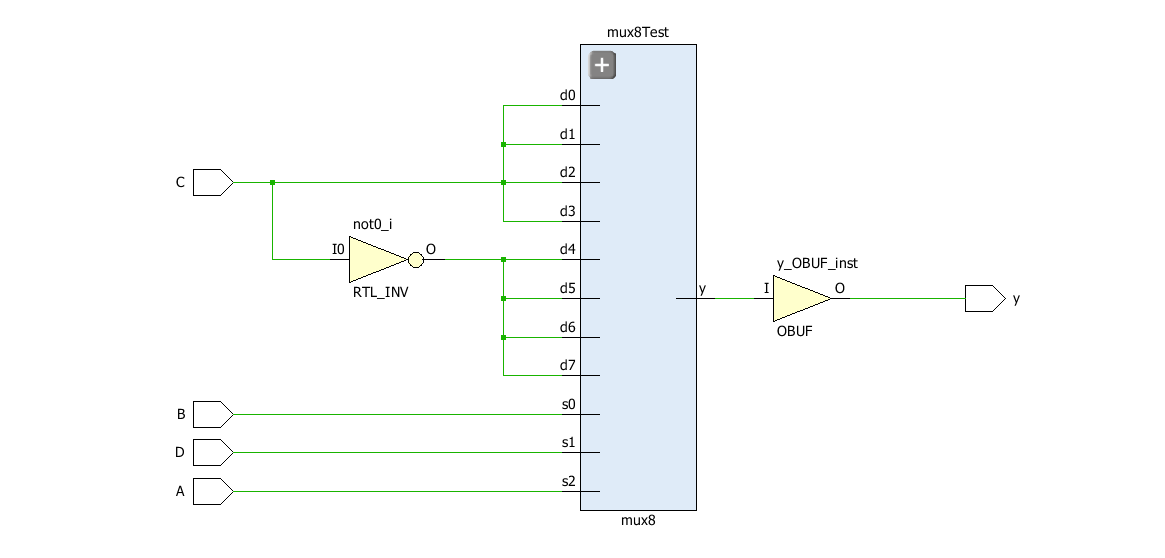 mux8Test
+
d0
d1
C
d2
d3
not0_i
I0
O
d4
RTL_INV
d5
d6
d7
y
y_OBUF_inst
I
O
OBUF
y
B
s0
D
s1
A
s2
mux8